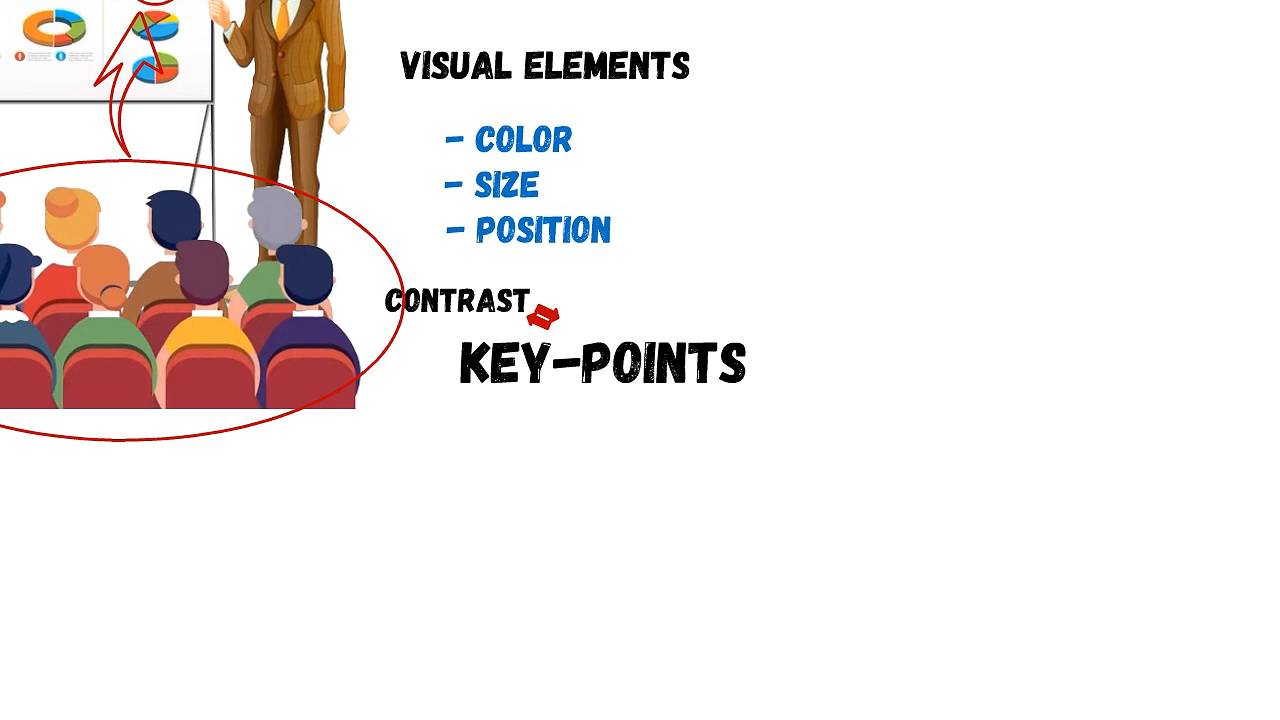 VISUAL ELEMENTS
- COLOR
- SIZE
- POSITION
CONTRAST
KEY-POINTS